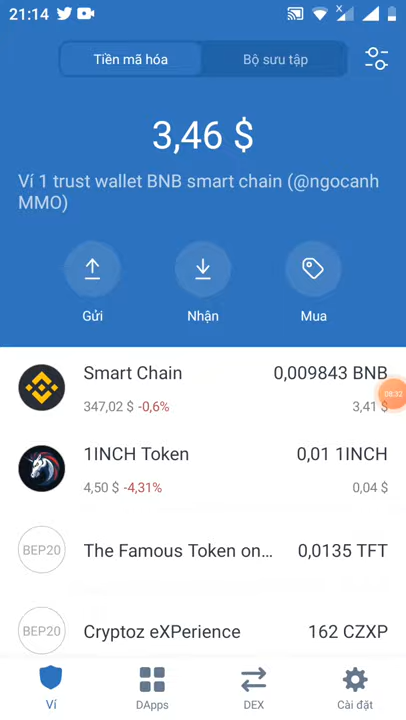 21:14
Tiền mã hóa
Bộ sưu tập
3,46 $
Ví 1 trust wallet BNB smart chain (@ngocanh
MMO)
Gửi
Nhận
Mua
Smart Chain 0,009843 BNB
347,02 $ -0,6% 3,41 $
08:32
1INCH Token 0,01 1INCH
4,50 $ -4,31% 0,04 $
BEP20 The Famous Token on... 0,0135 TFT
BEP20 Cryptoz eXPerience 162 CZXP
Ví
DApps
DEX
Cài đặt